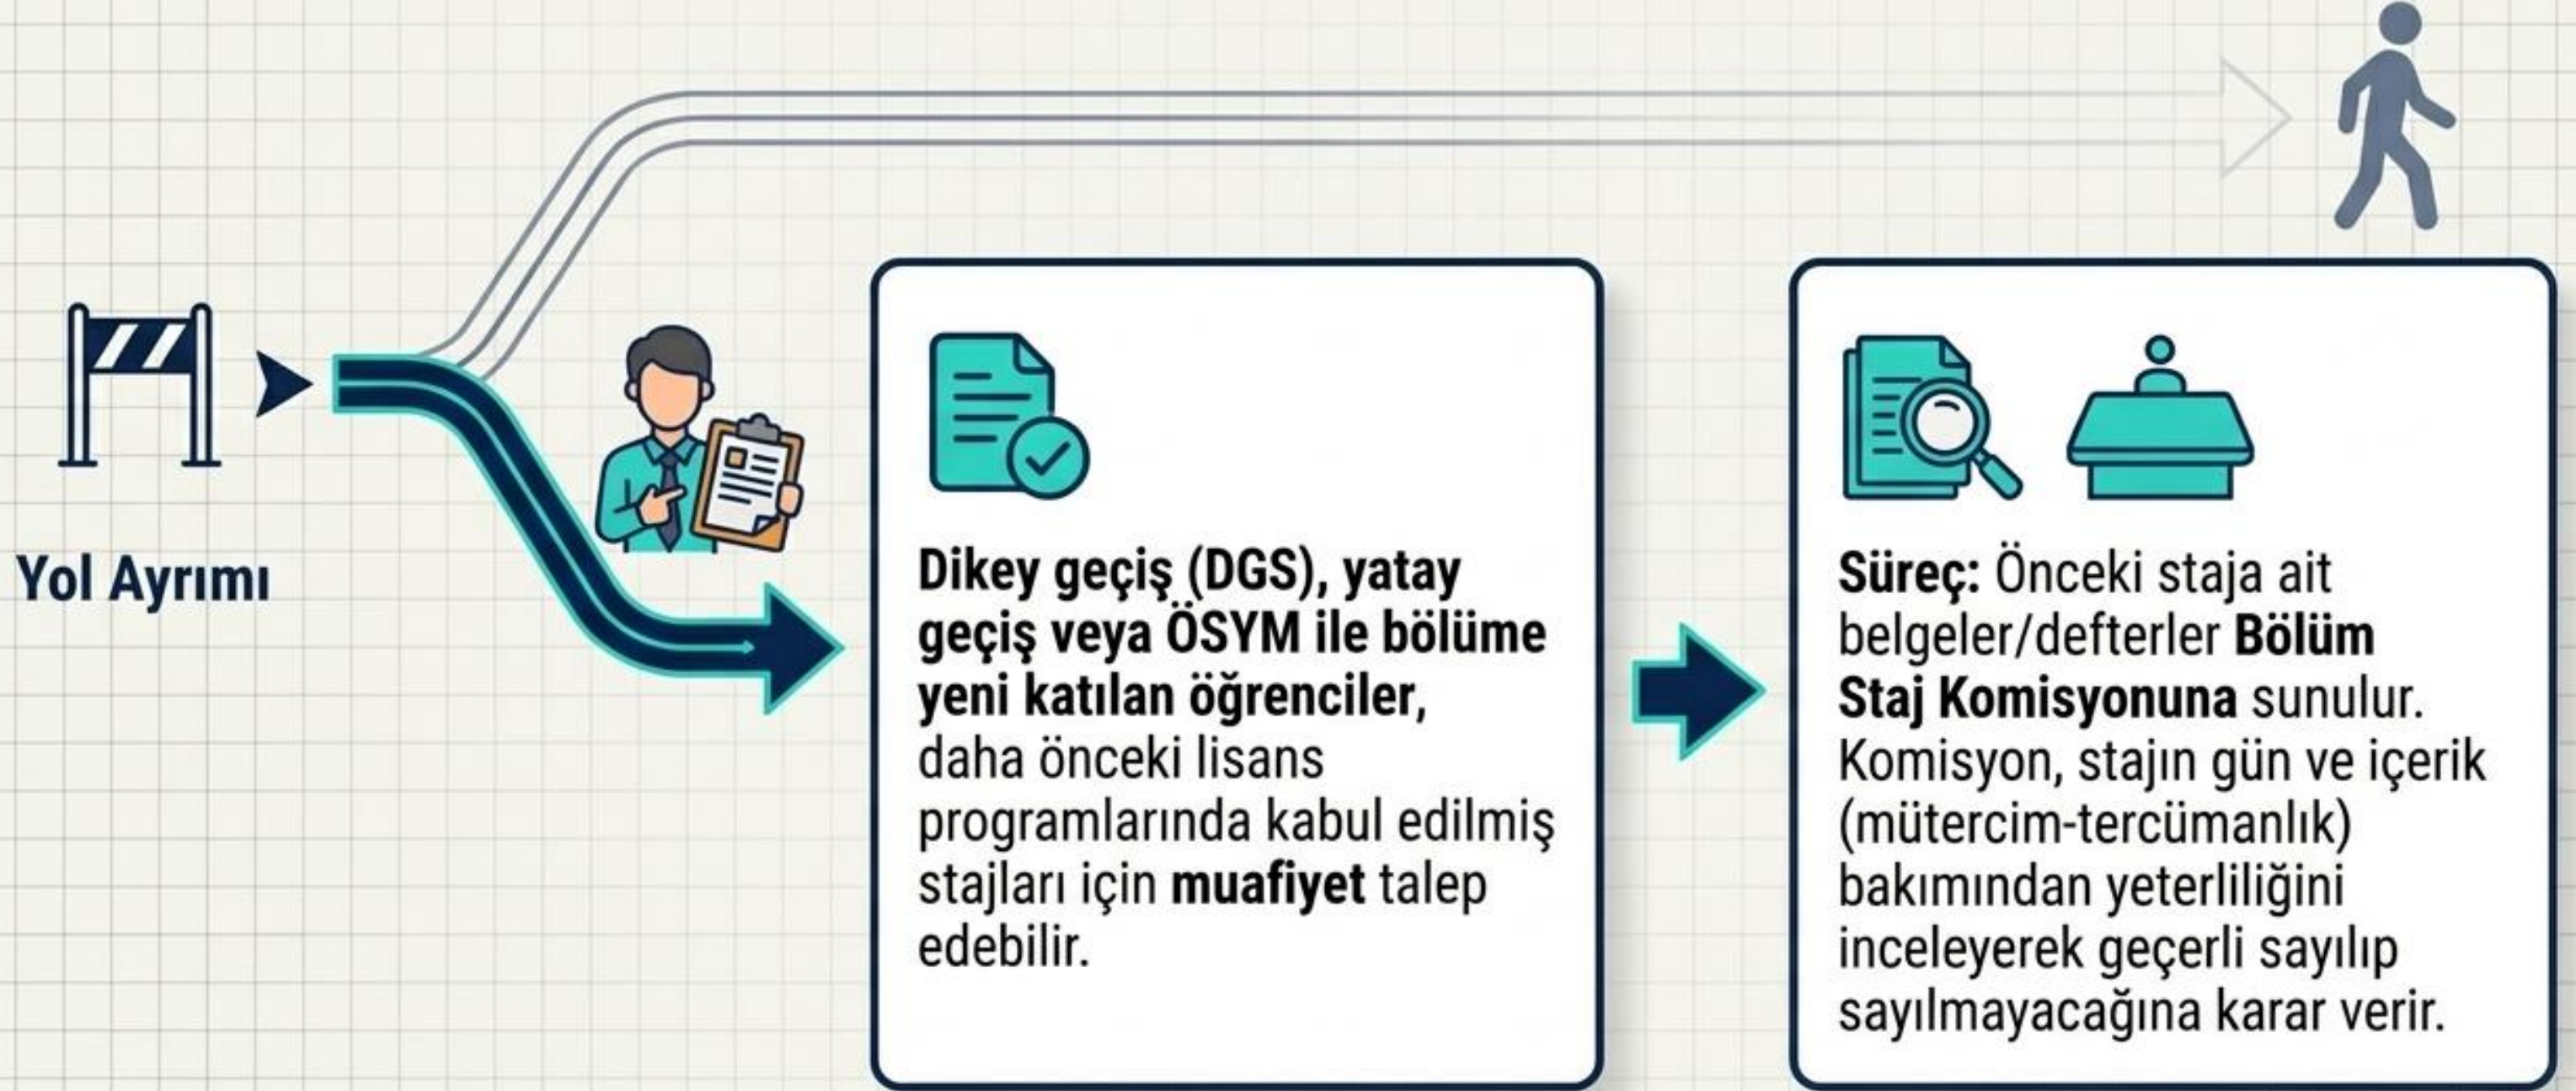 Yol Ayrımı
Dikey geçiş (DGS), yatay
geçiş veya ÖSYM ile bölüme
yeni katılan öğrenciler,
daha önceki lisans
programlarında kabul edilmiş
stajları için muafiyet talep
edebilir.
Süreç: Önceki staja ait
belgeler/defterler Bölüm
Staj Komisyonuna sunulur.
Komisyon, stajın gün ve içerik
(mütercim-tercümanlık)
bakımından yeterliliğini
inceleyerek geçerli sayılıp
sayılmayacağına karar verir.